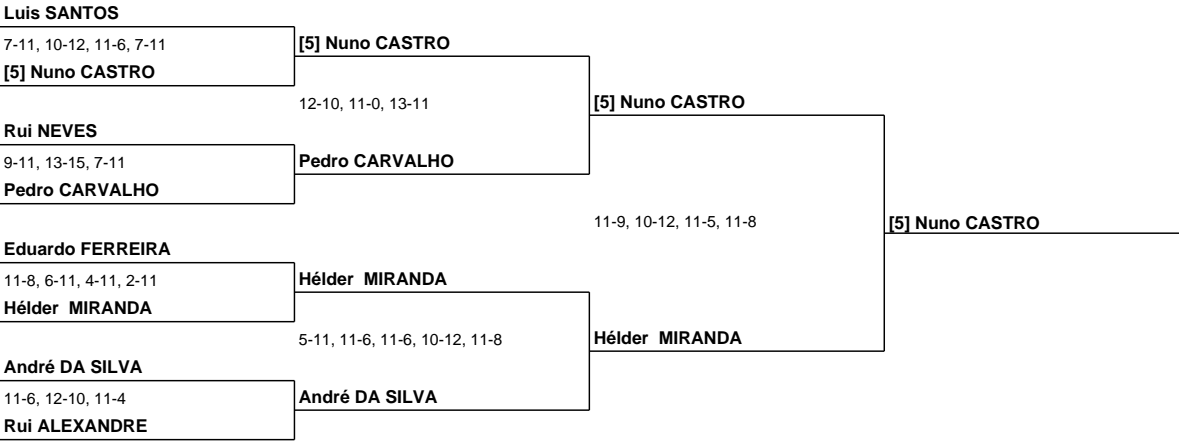 Luis SANTOS
7-11, 10-12, 11-6, 7-11
[5] Nuno CASTRO
[5] Nuno CASTRO
12-10, 11-0, 13-11
[5] Nuno CASTRO
Rui NEVES
9-11, 13-15, 7-11
Pedro CARVALHO
Pedro CARVALHO
11-9, 10-12, 11-5, 11-8
[5] Nuno CASTRO
Eduardo FERREIRA
11-8, 6-11, 4-11, 2-11
Hélder MIRANDA
Hélder MIRANDA
5-11, 11-6, 11-6, 10-12, 11-8
Hélder MIRANDA
André DA SILVA
11-6, 12-10, 11-4
André DA SILVA
Rui ALEXANDRE